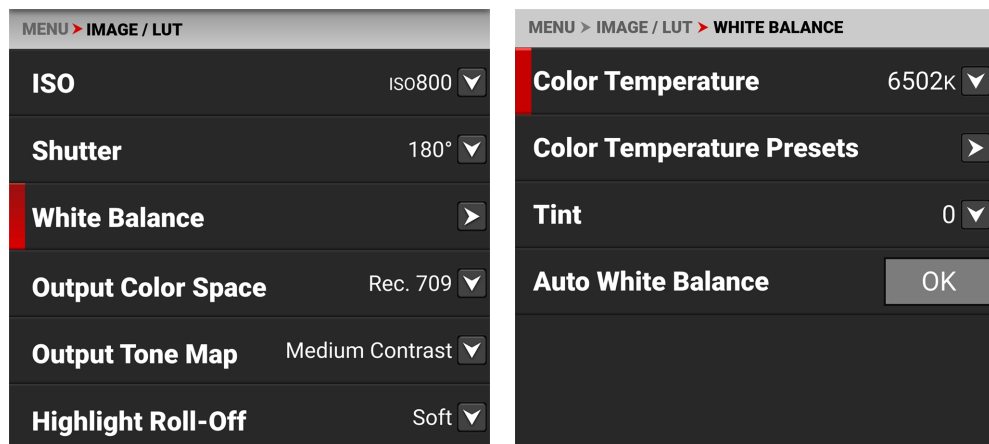 MENU IMAGE / LUT
ISO ISO800
Shutter 180°
White Balance
Output Color Space Rec. 709
Output Tone Map Medium Contrast
Highlight Roll-Off Soft
MENU IMAGE / LUT WHITE BALANCE
Color Temperature 6502K
Color Temperature Presets
Tint 0
Auto White Balance OK